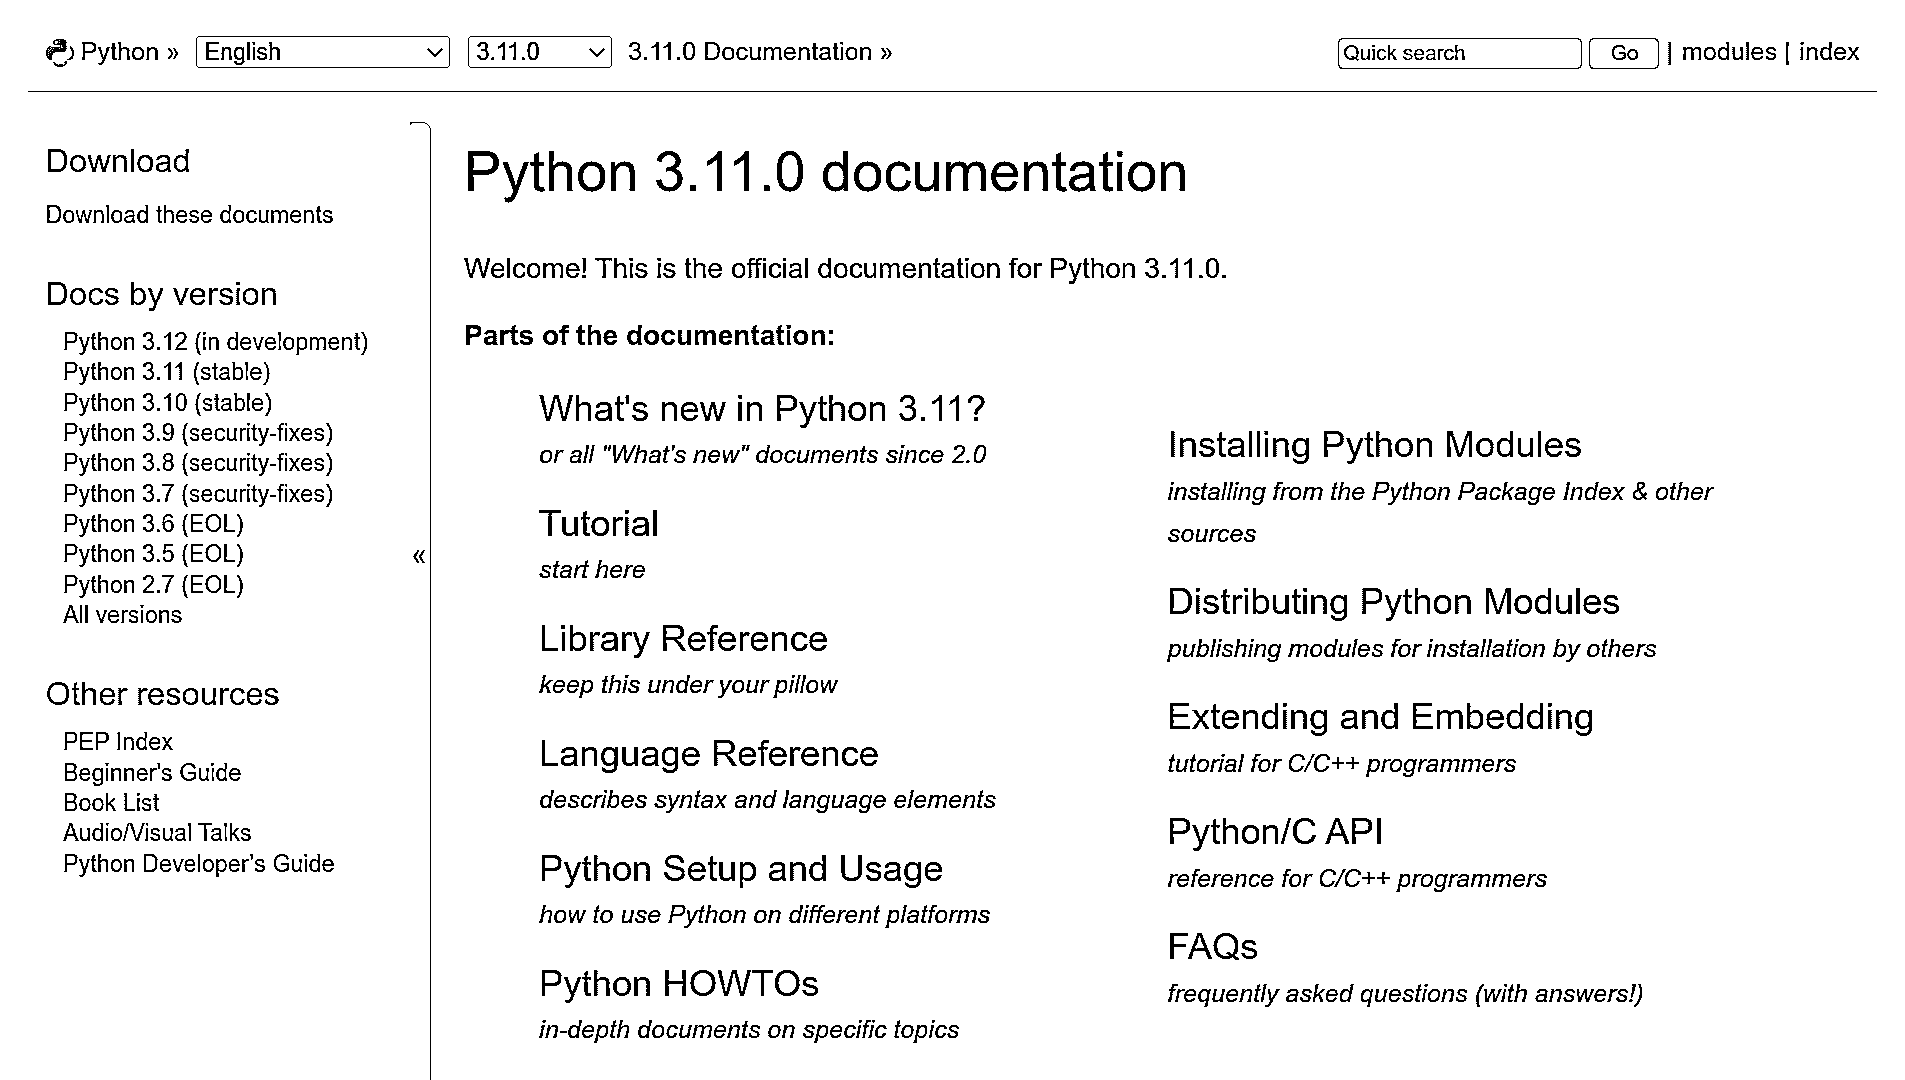 Python » English 3.11.0 3.11.0 Documentation » Quick search Go | modules | index
Download
Download these documents
Docs by version
Python 3.12 (in development)
Python 3.11 (stable)
Python 3.10 (stable)
Python 3.9 (security-fixes)
Python 3.8 (security-fixes)
Python 3.7 (security-fixes)
Python 3.6 (EOL)
Python 3.5 (EOL)
Python 2.7 (EOL)
All versions
Other resources
PEP Index
Beginner's Guide
Book List
Audio/Visual Talks
Python Developer's Guide
«
Python 3.11.0 documentation
Welcome! This is the official documentation for Python 3.11.0.
Parts of the documentation:
What's new in Python 3.11?
or all "What's new" documents since 2.0
Tutorial
start here
Library Reference
keep this under your pillow
Language Reference
describes syntax and language elements
Python Setup and Usage
how to use Python on different platforms
Python HOWTOs
in-depth documents on specific topics
Installing Python Modules
installing from the Python Package Index & other
sources
Distributing Python Modules
publishing modules for installation by others
Extending and Embedding
tutorial for C/C++ programmers
Python/C API
reference for C/C++ programmers
FAQs
frequently asked questions (with answers!)